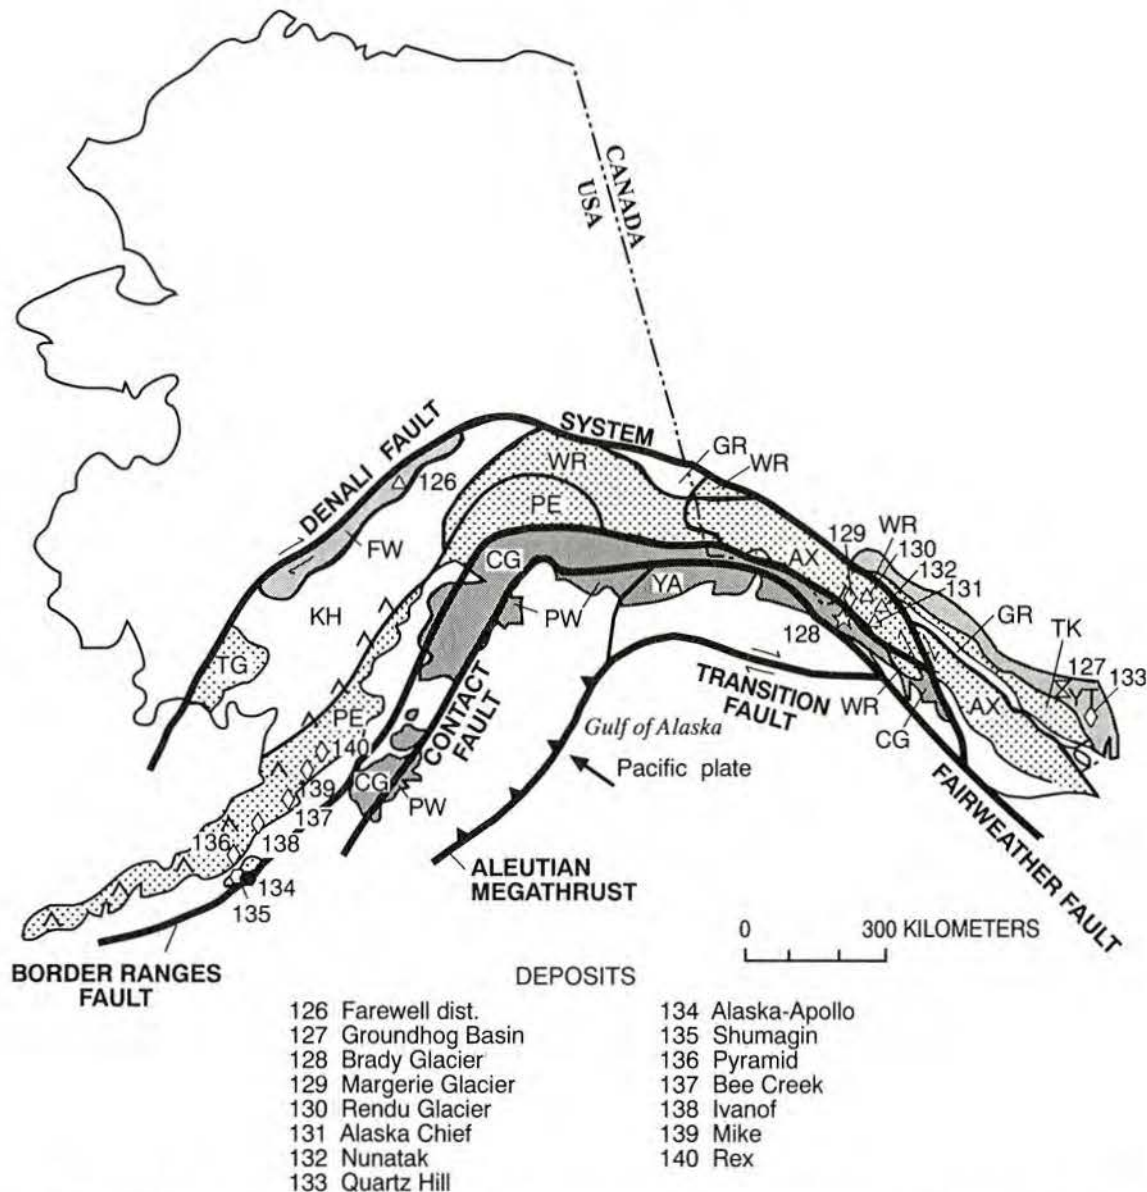 CANADA
USA
DENALI FAULT
SYSTEM
GR
WR
WR
126
PE
129
WR
130
AX
132
131
FW
CG
GR
YA
TK
KH
PW
127
128
133
YT
TG
TRANSITION
FAULT
WR
AX
PE
CONTACT
FAULT
Gulf of Alaska
CG
140
Pacific plate
CG
139
PW
137
136
138
FAIRWEATHER FAULT
134
ALEUTIAN
MEGATHRUST
135
0 300 KILOMETERS
BORDER RANGES
FAULT
DEPOSITS
126 Farewell dist.
127 Groundhog Basin
128 Brady Glacier
129 Margerie Glacier
130 Rendu Glacier
131 Alaska Chief
132 Nunatak
133 Quartz Hill
134 Alaska-Apollo
135 Shumagin
136 Pyramid
137 Bee Creek
138 Ivanof
139 Mike
140 Rex